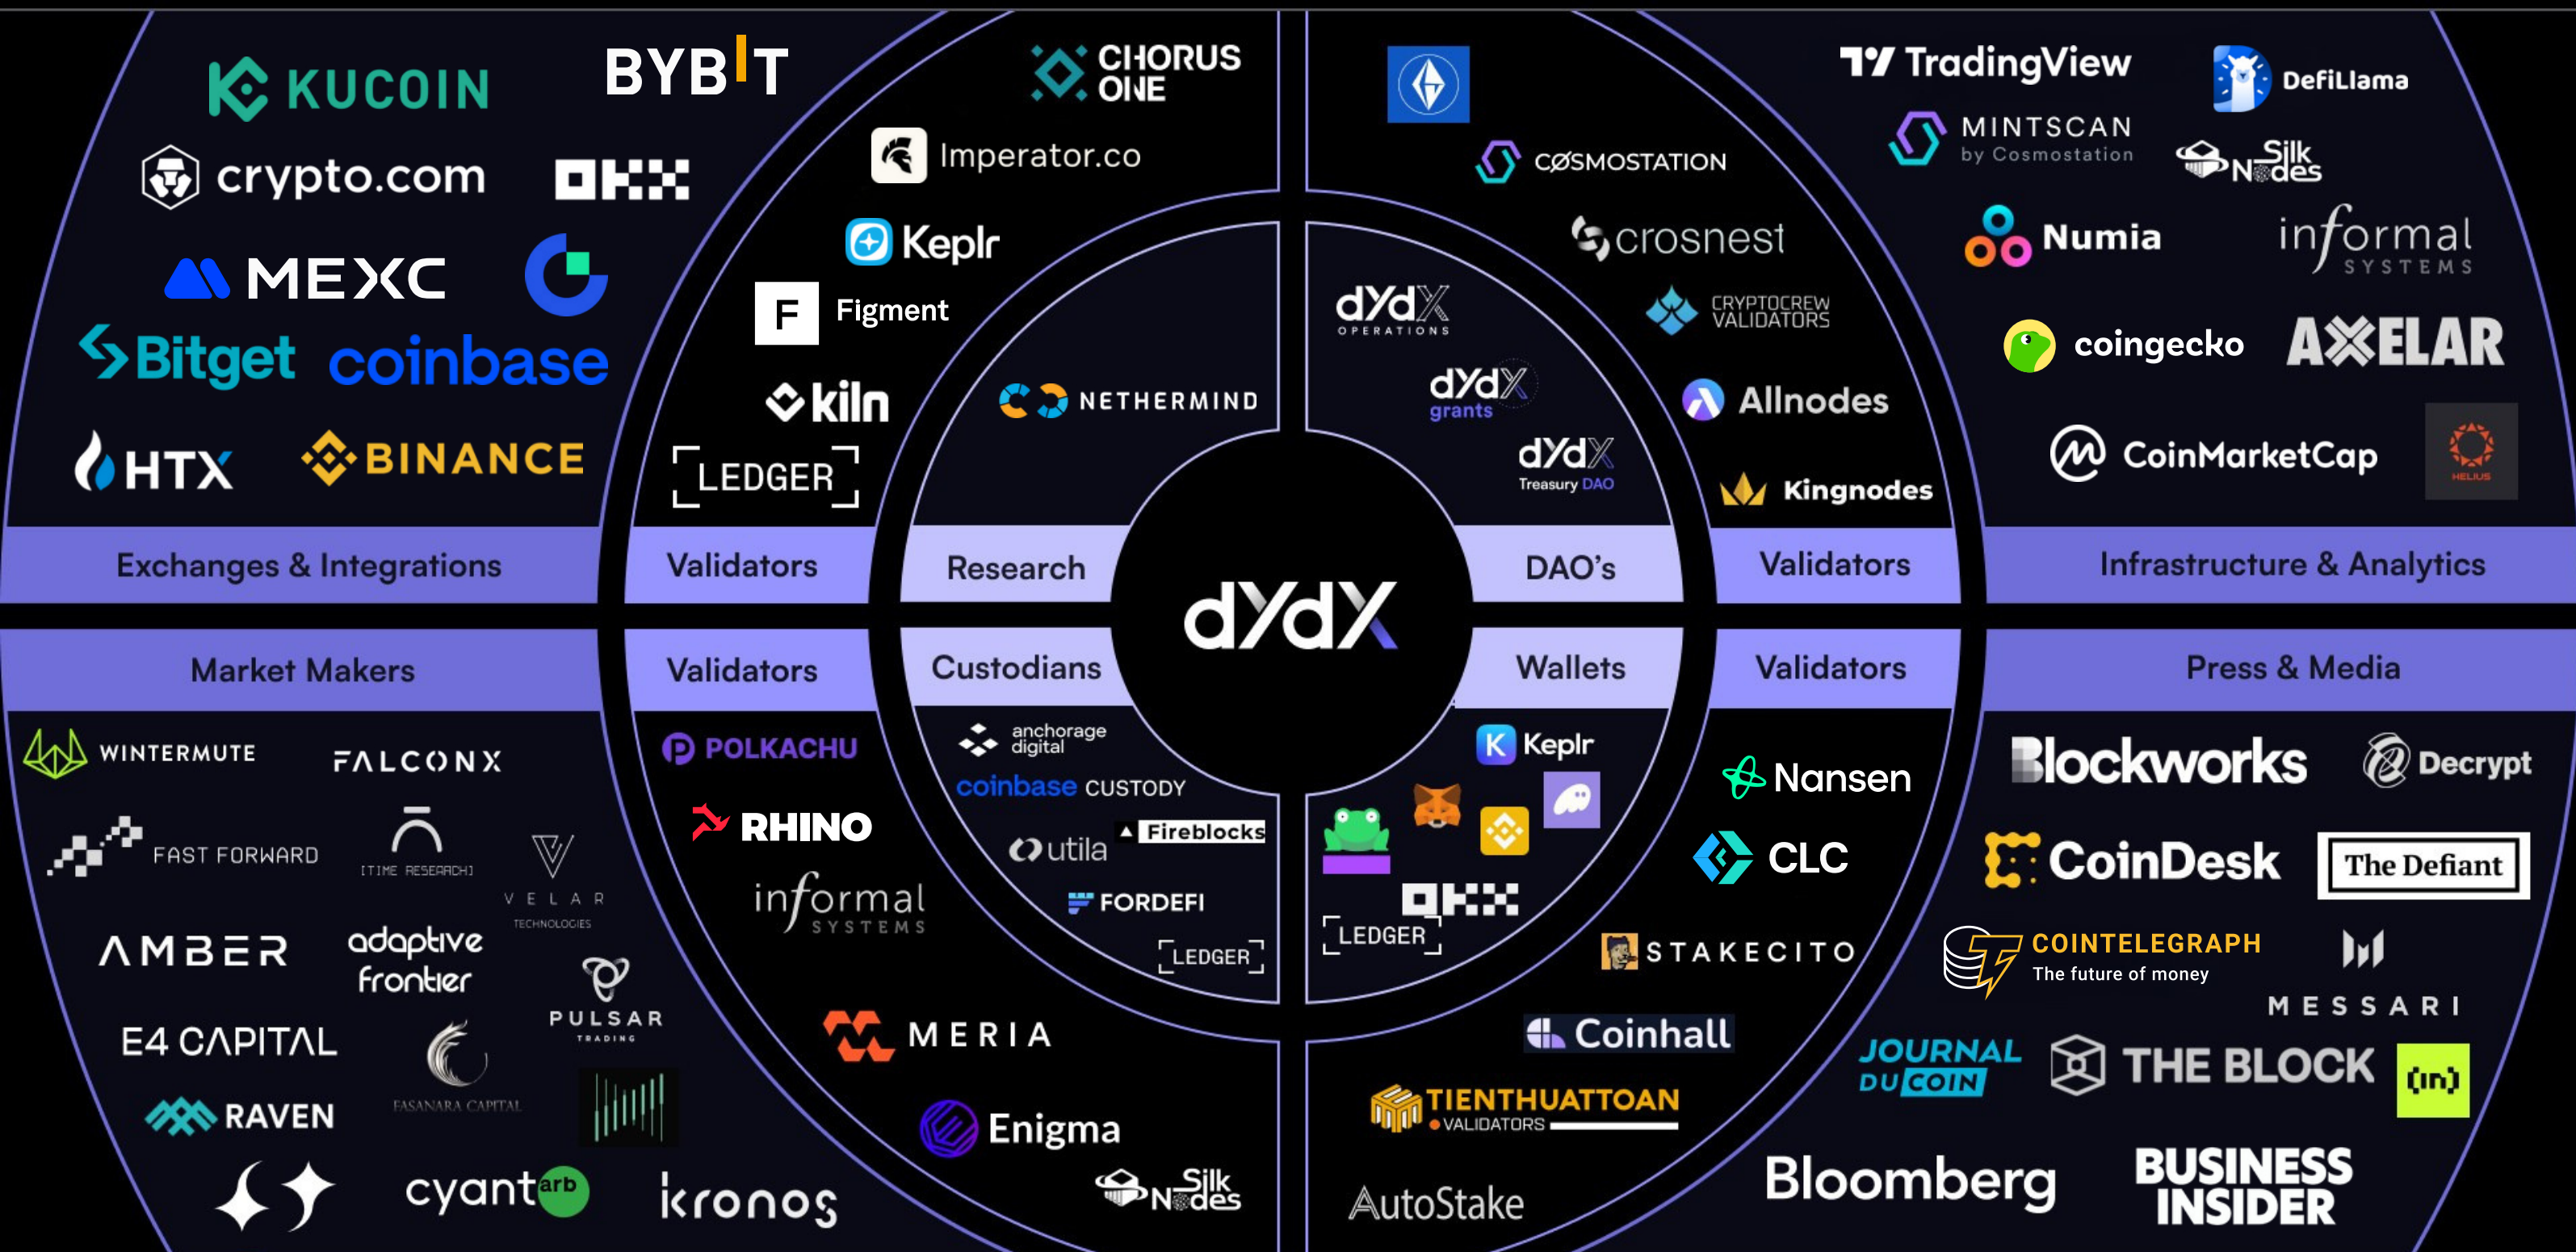 KUCOIN
BYBIT
crypto.com
OKX
MEXC
Bitget
coinbase
HTX
BINANCE
Exchanges & Integrations
CHORUS
ONE
Imperator.co
Keplr
F
Figment
kiln
LEDGER
Validators
NETHERMIND
Research
dYdX
OPERATIONS
dYdX
grants
dYdX
Treasury DAO
DAO's
COSMOSTATION
crosnest
CRYPTOCREW
VALIDATORS
Allnodes
Kingnodes
Validators
TradingView
DefiLlama
MINTSCAN
by Cosmostation
Silk
Nodes
Numia
informal
SYSTEMS
coingecko
AXELAR
CoinMarketCap
HELIUS
Infrastructure & Analytics
dYdX
Market Makers
WINTERMUTE
FALCONX
FAST FORWARD
[TIME RESEARCH]
VELAR
TECHNOLOGIES
AMBER
adaptive
frontier
PULSAR
TRADING
E4 CAPITAL
FASANARA CAPITAL
RAVEN
cyantarb
kronos
Validators
POLKACHU
RHINO
informal
SYSTEMS
MERIA
Enigma
Silk
Nodes
Custodians
anchorage
digital
coinbase CUSTODY
utila
Fireblocks
FORDEFI
LEDGER
Wallets
K Keplr
OKX
LEDGER
Validators
Nansen
CLC
STAKECITO
Coinhall
TIENTHUATTOAN
VALIDATORS
AutoStake
Press & Media
Blockworks
Decrypt
CoinDesk
The Defiant
COINTELEGRAPH
The future of money
MESSARI
JOURNAL
DU COIN
THE BLOCK
(in)
Bloomberg
BUSINESS
INSIDER